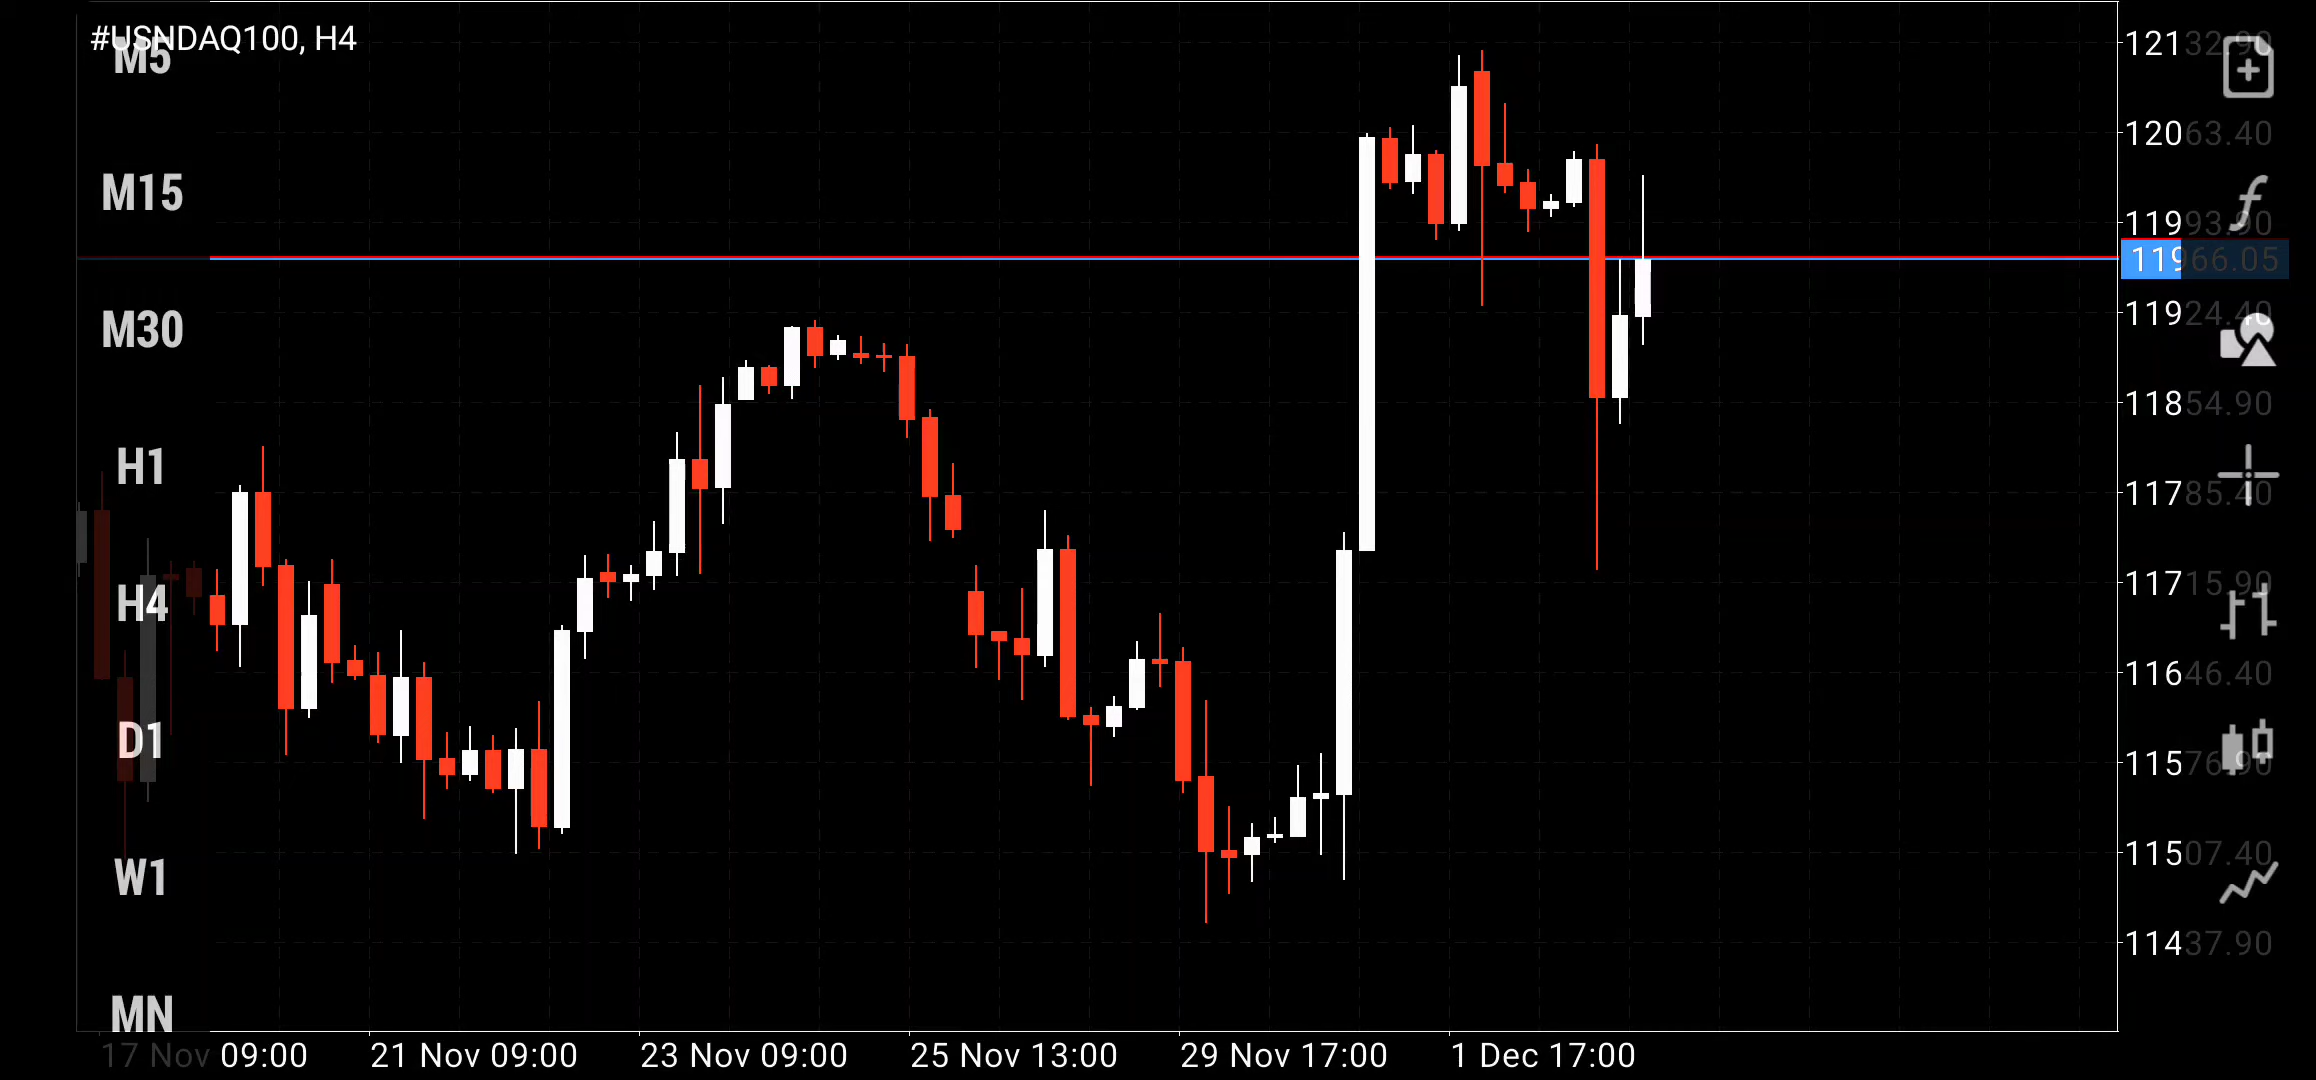 #USNDAQ100, H4
M5
M15
M30
H1
H4
D1
W1
MN
12132.90
12063.40
11993.90
11966.05
11924.40
11854.90
11785.40
11715.90
11646.40
11576.90
11507.40
11437.90
17 Nov 09:00
21 Nov 09:00
23 Nov 09:00
25 Nov 13:00
29 Nov 17:00
1 Dec 17:00